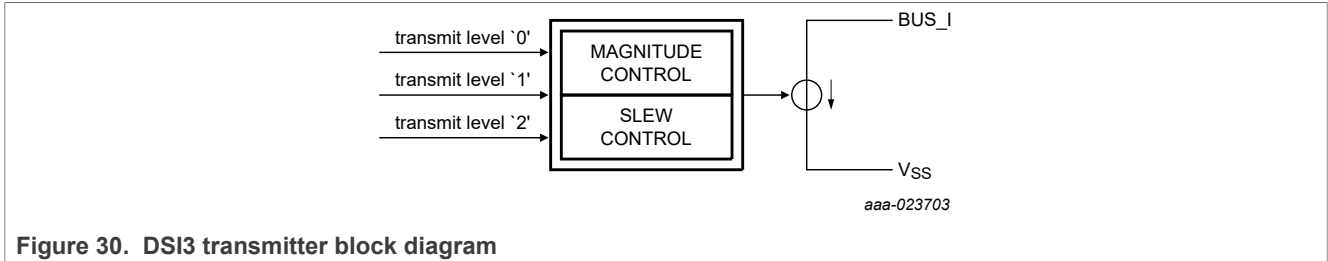 transmit level `0'
transmit level `1'
transmit level `2'
MAGNITUDE
CONTROL
SLEW
CONTROL
BUS_I
VSS
aaa-023703
Figure 30. DSI3 transmitter block diagram